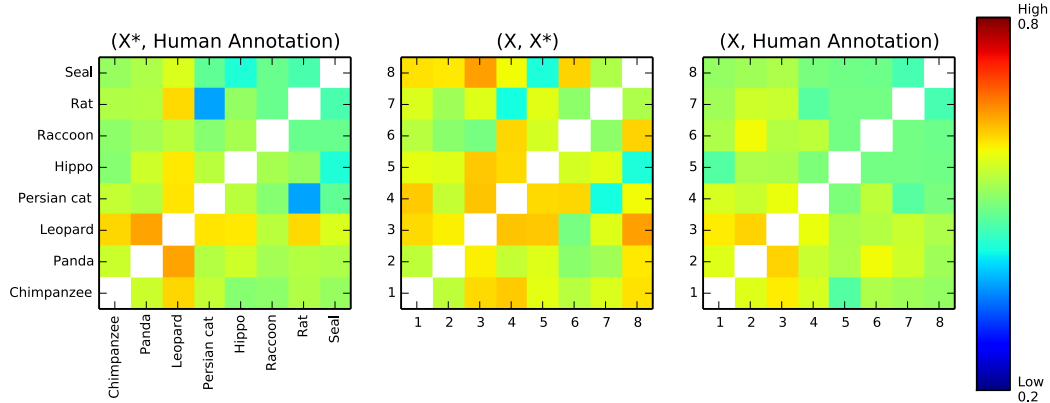 (X*, Human Annotation)
Seal
Rat
Raccoon
Hippo
Persian cat
Leopard
Panda
Chimpanzee
Chimpanzee
Panda
Leopard
Persian cat
Hippo
Raccoon
Rat
Seal
(X, X*)
8
7
6
5
4
3
2
1
1 2 3 4 5 6 7 8
(X, Human Annotation)
8
7
6
5
4
3
2
1
1 2 3 4 5 6 7 8
High
0.8
Low
0.2